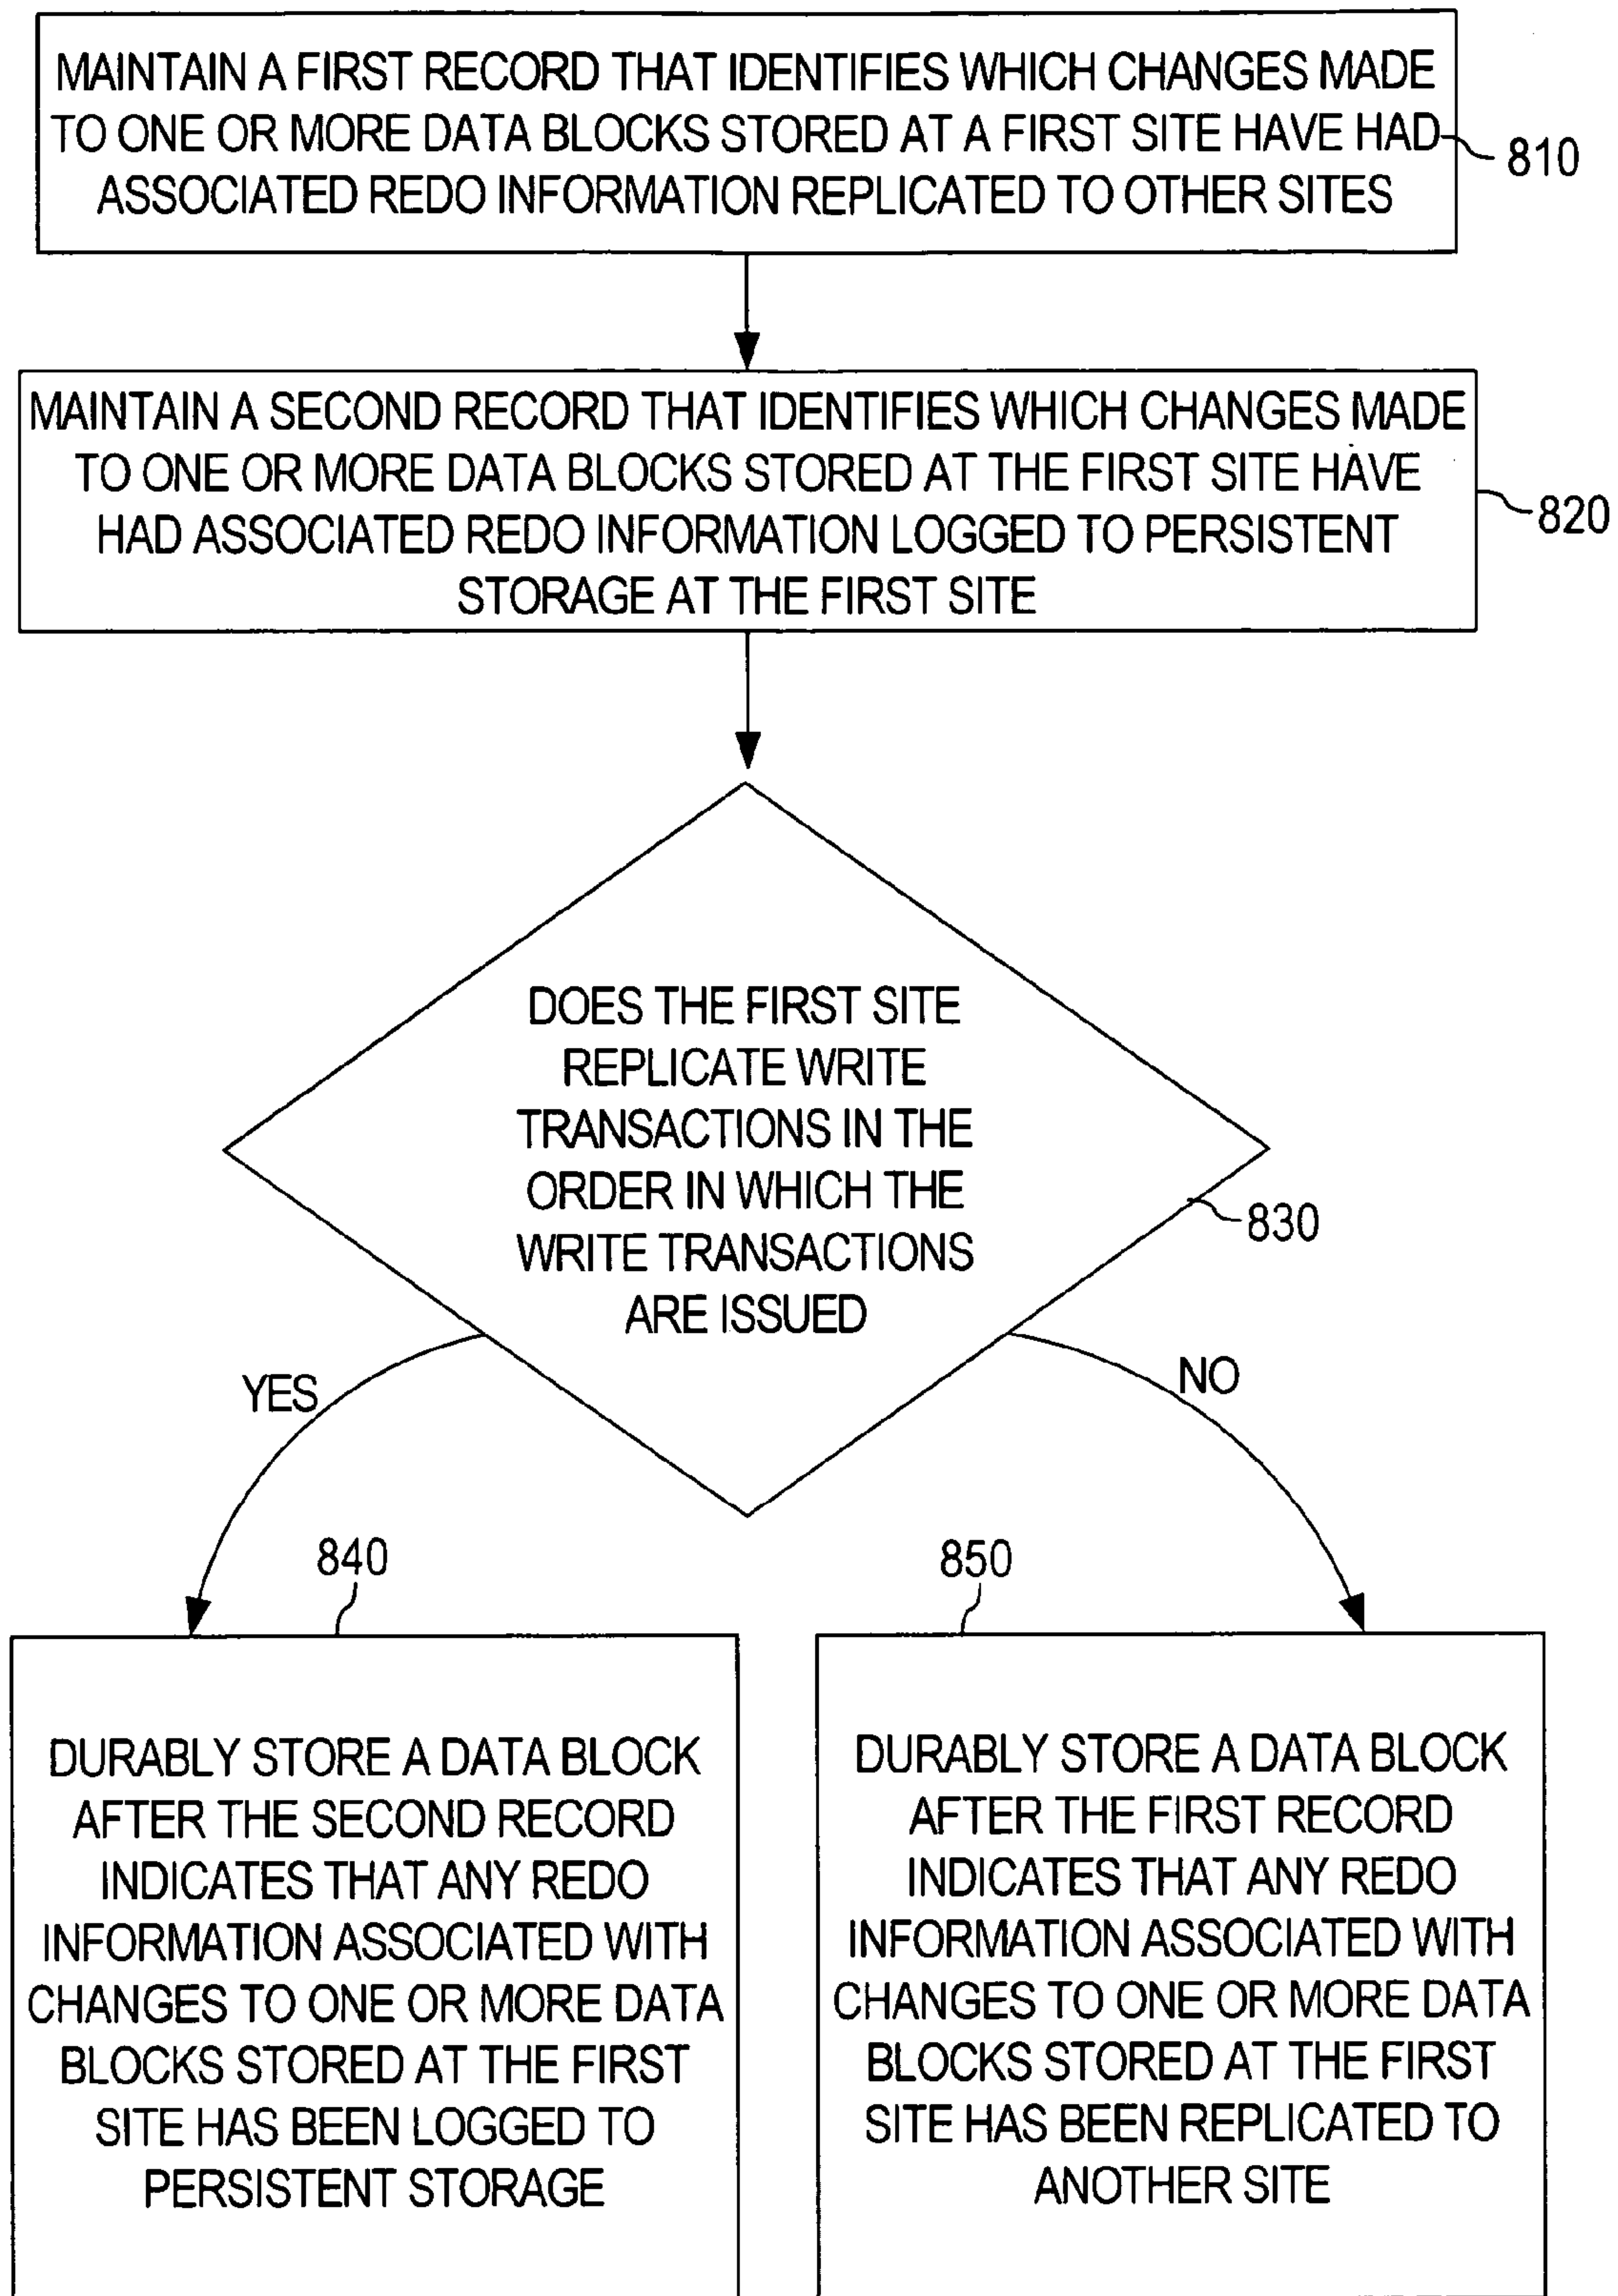 MAINTAIN A FIRST RECORD THAT IDENTIFIES WHICH CHANGES MADE
TO ONE OR MORE DATA BLOCKS STORED AT A FIRST SITE HAVE HAD
ASSOCIATED REDO INFORMATION REPLICATED TO OTHER SITES
810
MAINTAIN A SECOND RECORD THAT IDENTIFIES WHICH CHANGES MADE
TO ONE OR MORE DATA BLOCKS STORED AT THE FIRST SITE HAVE
HAD ASSOCIATED REDO INFORMATION LOGGED TO PERSISTENT
STORAGE AT THE FIRST SITE
820
DOES THE FIRST SITE
REPLICATE WRITE
TRANSACTIONS IN THE
ORDER IN WHICH THE
WRITE TRANSACTIONS
ARE ISSUED
830
YES
NO
840
DURABLY STORE A DATA BLOCK
AFTER THE SECOND RECORD
INDICATES THAT ANY REDO
INFORMATION ASSOCIATED WITH
CHANGES TO ONE OR MORE DATA
BLOCKS STORED AT THE FIRST
SITE HAS BEEN LOGGED TO
PERSISTENT STORAGE
850
DURABLY STORE A DATA BLOCK
AFTER THE FIRST RECORD
INDICATES THAT ANY REDO
INFORMATION ASSOCIATED WITH
CHANGES TO ONE OR MORE DATA
BLOCKS STORED AT THE FIRST
SITE HAS BEEN REPLICATED TO
ANOTHER SITE